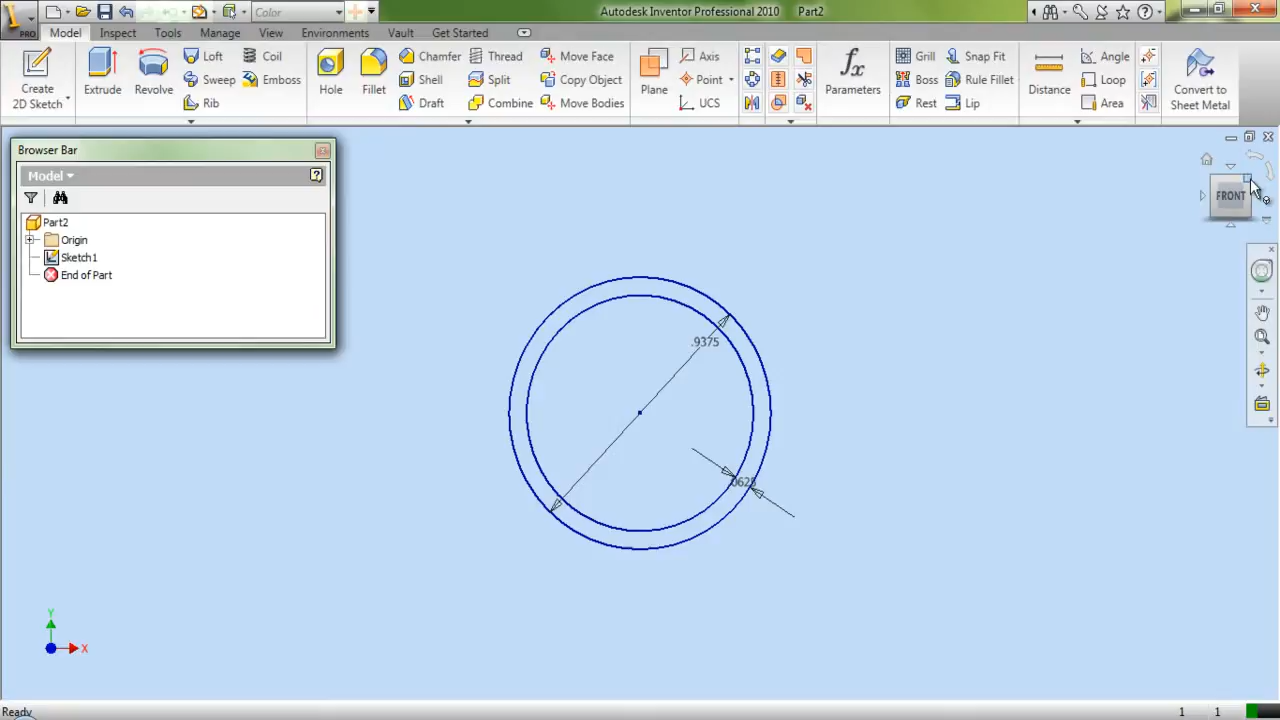 Color
Autodesk Inventor Professional 2010 Part2
PRO
Model Inspect Tools Manage View Environments Vault Get Started
Create 2D Sketch
Extrude
Revolve
Loft
Sweep
Rib
Coil
Emboss
Hole
Fillet
Chamfer
Shell
Draft
Thread
Split
Combine
Move Face
Copy Object
Move Bodies
Plane
Axis
Point
UCS
fx
Parameters
Grill
Boss
Rest
Snap Fit
Rule Fillet
Lip
Distance
Angle
Loop
Area
Convert to
Sheet Metal
Browser Bar
Model
Part2
Origin
Sketch1
End of Part
FRONT
.9375
.0625
Y
X
Ready
1 1